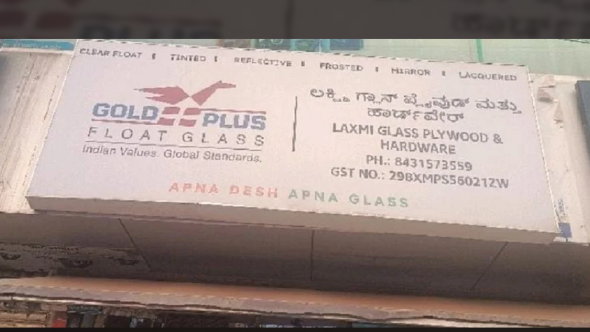 CLEAR FLOAT | TINTED | REFLECTIVE | FROSTED | MIRROR | LACQUERED
GOLD PLUS
FLOAT GLASS
Indian Values. Global Standards.
ಲಕ್ಷ್ಮಿ ಗ್ಲಾಸ್ ಪ್ಲೈವುಡ್ ಮತ್ತು
ಹಾರ್ಡ್‌ವೇರ್
LAXMI GLASS PLYWOOD &
HARDWARE
PH.: 8431573559
GST NO.: 29BXMPS56021ZW
APNA DESH APNA GLASS